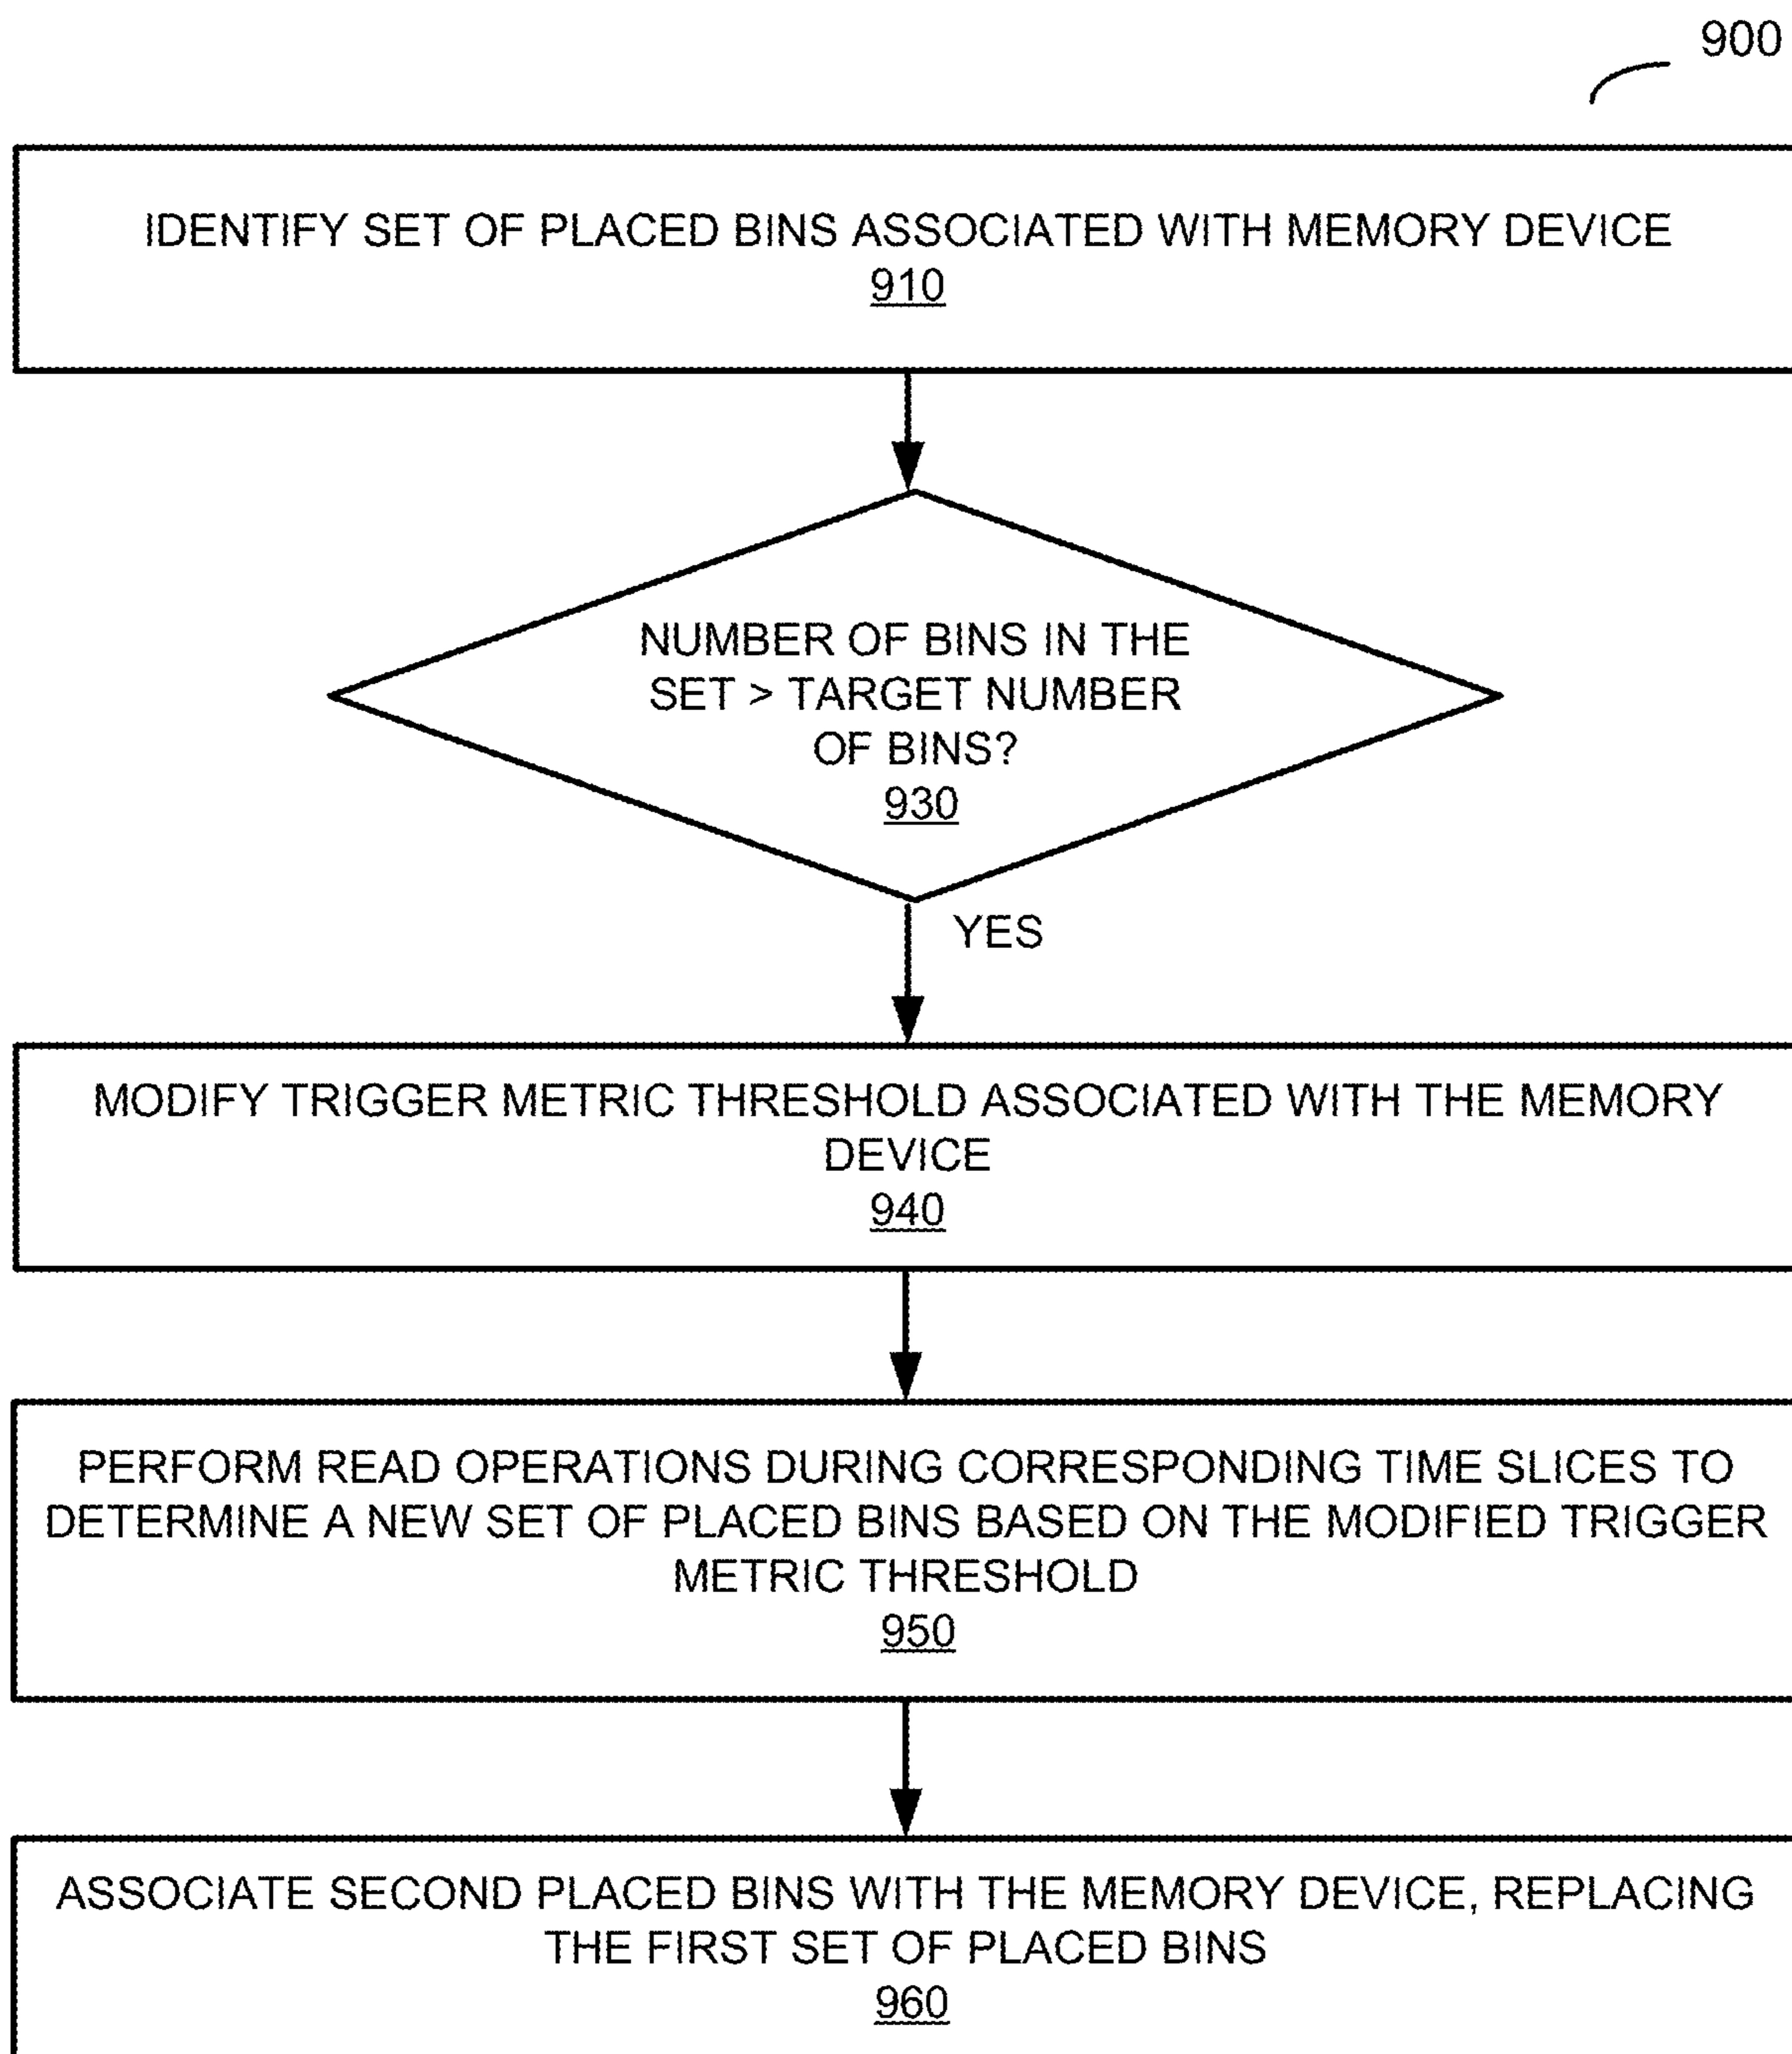 900
IDENTIFY SET OF PLACED BINS ASSOCIATED WITH MEMORY DEVICE
910
NUMBER OF BINS IN THE
SET > TARGET NUMBER
OF BINS?
930
YES
MODIFY TRIGGER METRIC THRESHOLD ASSOCIATED WITH THE MEMORY
DEVICE
940
PERFORM READ OPERATIONS DURING CORRESPONDING TIME SLICES TO
DETERMINE A NEW SET OF PLACED BINS BASED ON THE MODIFIED TRIGGER
METRIC THRESHOLD
950
ASSOCIATE SECOND PLACED BINS WITH THE MEMORY DEVICE, REPLACING
THE FIRST SET OF PLACED BINS
960